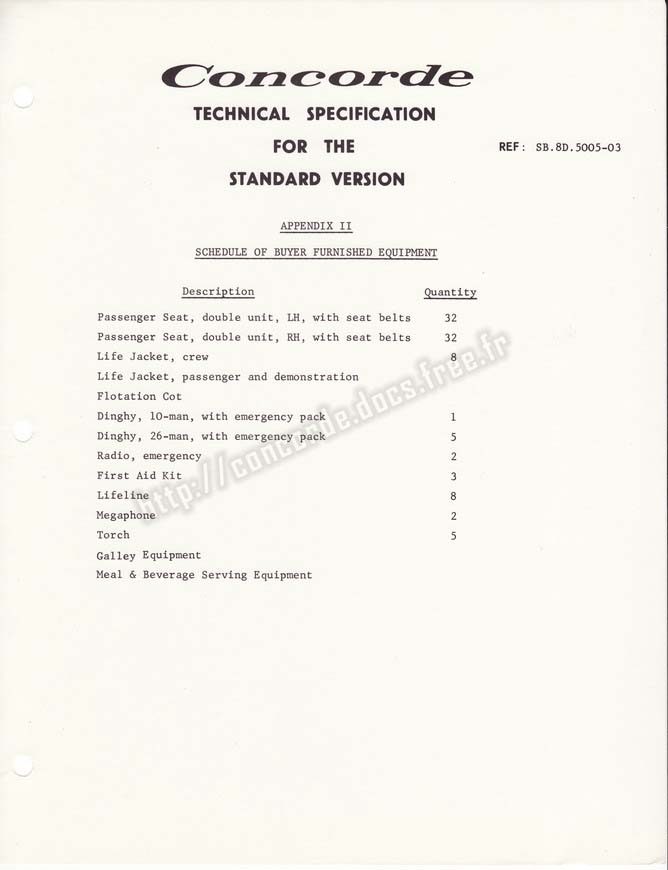 Concorde
TECHNICAL SPECIFICATION
FOR THE
REF: SB.8D.5005-03
STANDARD VERSION
APPENDIX II
SCHEDULE OF BUYER FURNISHED EQUIPMENT
Description Quantity
Passenger Seat, double unit, LH, with seat belts 32
Passenger Seat, double unit, RH, with seat belts 32
Life Jacket, crew 8
Life Jacket, passenger and demonstration
Flotation Cot
Dinghy, 10-man, with emergency pack 1
Dinghy, 26-man, with emergency pack 5
Radio, emergency 2
First Aid Kit 3
Lifeline 8
Megaphone 2
Torch 5
Galley Equipment
Meal & Beverage Serving Equipment
http://concorde.docs.free.fr